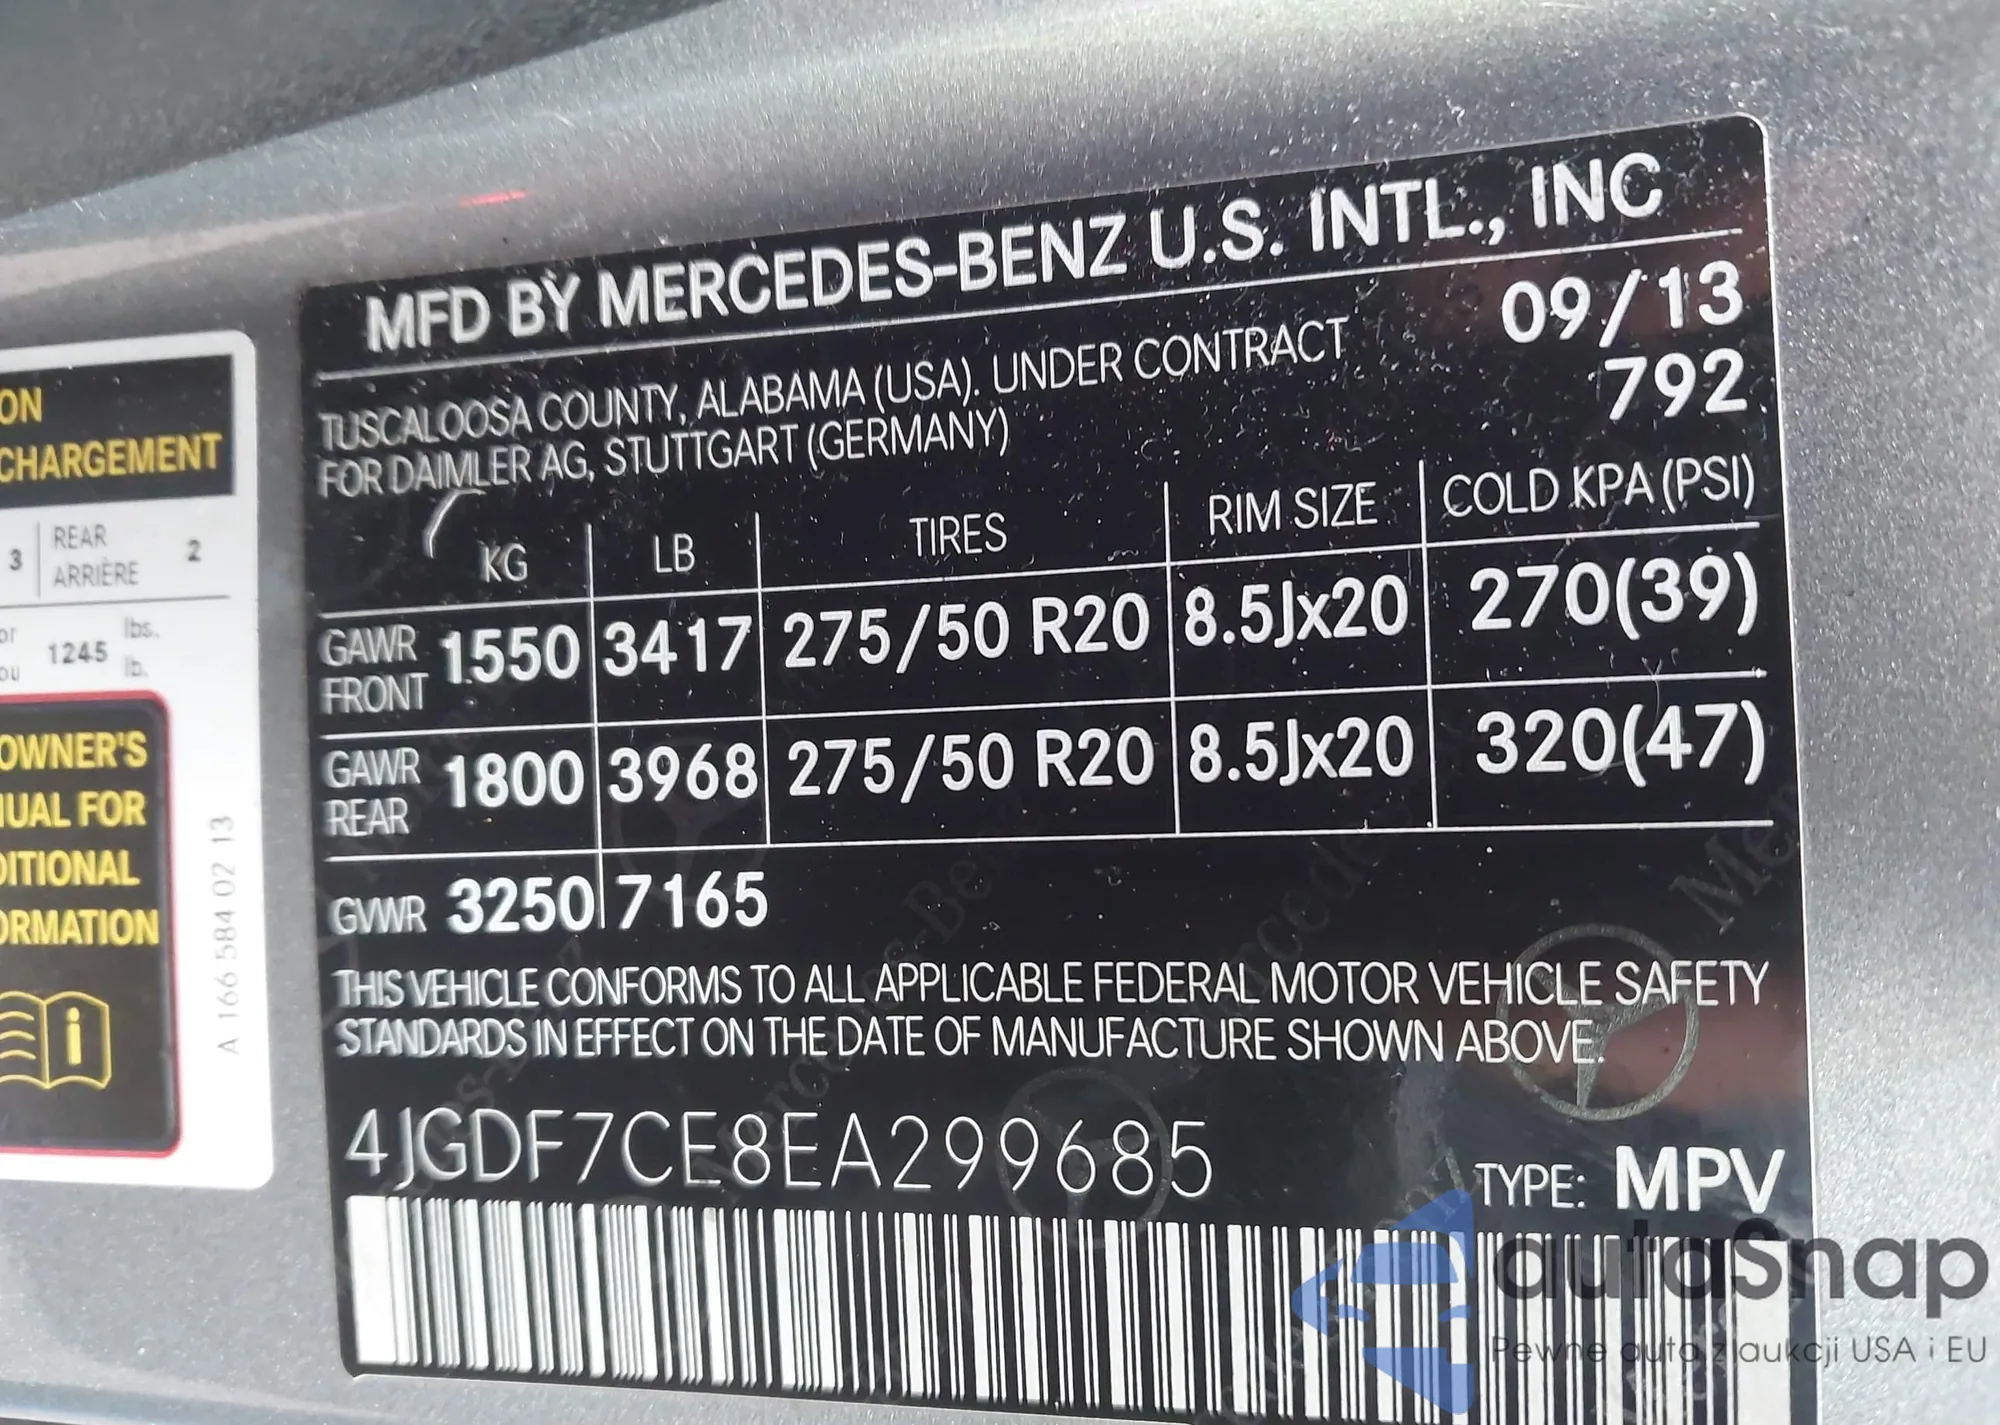 MFD BY MERCEDES-BENZ U.S. INTL., INC
09/13
TUSCALOOSA COUNTY, ALABAMA (USA). UNDER CONTRACT
792
FOR DAIMLER AG, STUTTGART (GERMANY)
KG LB TIRES RIM SIZE COLD KPA (PSI)
GAWR FRONT 1550 3417 275/50 R20 8.5Jx20 270(39)
GAWR REAR 1800 3968 275/50 R20 8.5Jx20 320(47)
GVWR 3250 7165
THIS VEHICLE CONFORMS TO ALL APPLICABLE FEDERAL MOTOR VEHICLE SAFETY
STANDARDS IN EFFECT ON THE DATE OF MANUFACTURE SHOWN ABOVE.
4JGDF7CE8EA299685
TYPE: MPV
CHARGEMENT
3 REAR 2
ARRIÈRE
1245 lbs.
lb.
OWNER'S
FOR
A 166 584 02 13
autoSnap
Pewne auta z aukcji USA i EU